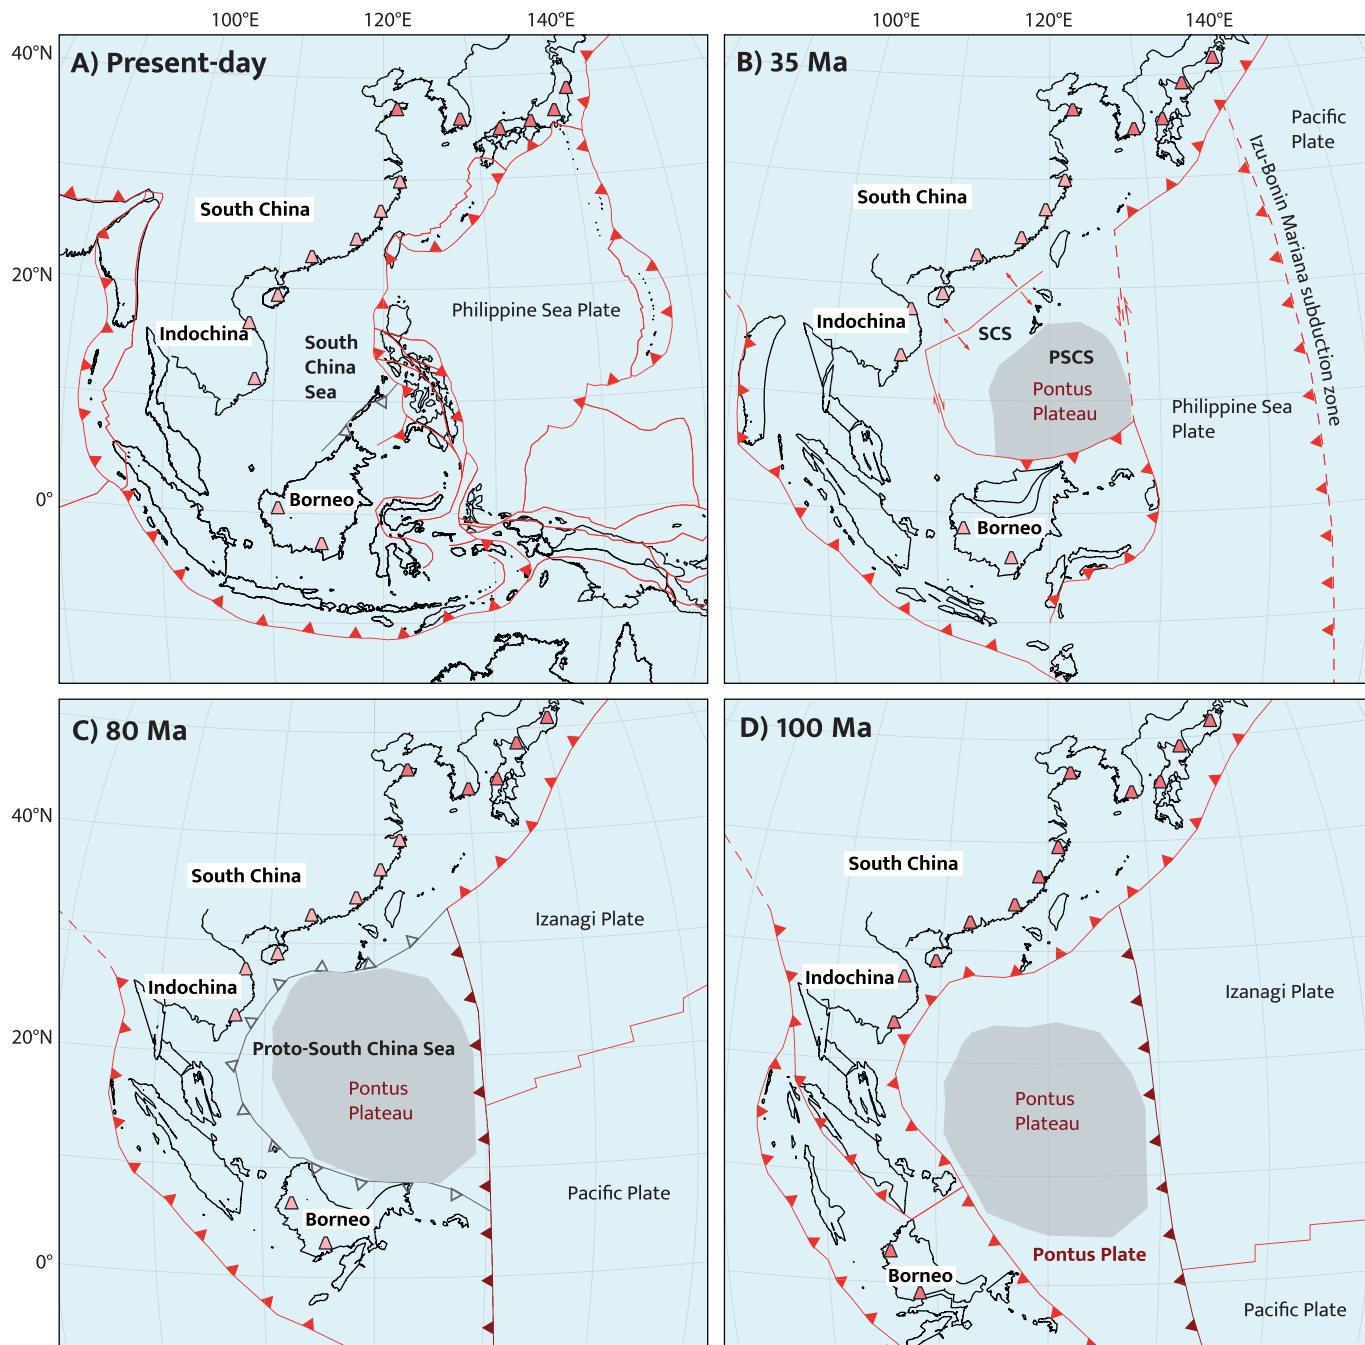 100°E 120°E 140°E 100°E 120°E 140°E
40°N
20°N
0°
A) Present-day
South China
Indochina
South
China
Sea
Philippine Sea Plate
Borneo
B) 35 Ma
Pacific
Plate
Izu-Bonin Mariana subduction zone
South China
Indochina
SCS
PSCS
Pontus
Plateau
Philippine Sea
Plate
Borneo
40°N
20°N
0°
C) 80 Ma
South China
Izanagi Plate
Indochina
Proto-South China Sea
Pontus
Plateau
Pacific Plate
Borneo
D) 100 Ma
South China
Indochina
Izanagi Plate
Pontus
Plateau
Pontus Plate
Borneo
Pacific Plate